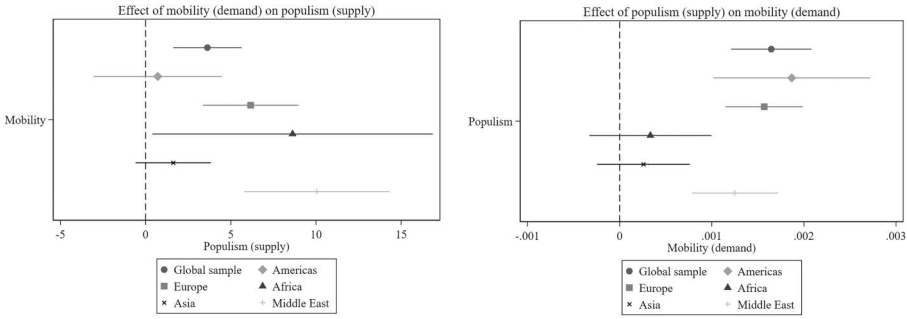 Effect of mobility (demand) on populism (supply)
Mobility
-5 0 5 10 15
Populism (supply)
Global sample Americas
Europe Africa
Asia Middle East
Effect of populism (supply) on mobility (demand)
Populism
-.001 0 .001 .002 .003
Mobility (demand)
Global sample Americas
Europe Africa
Asia Middle East